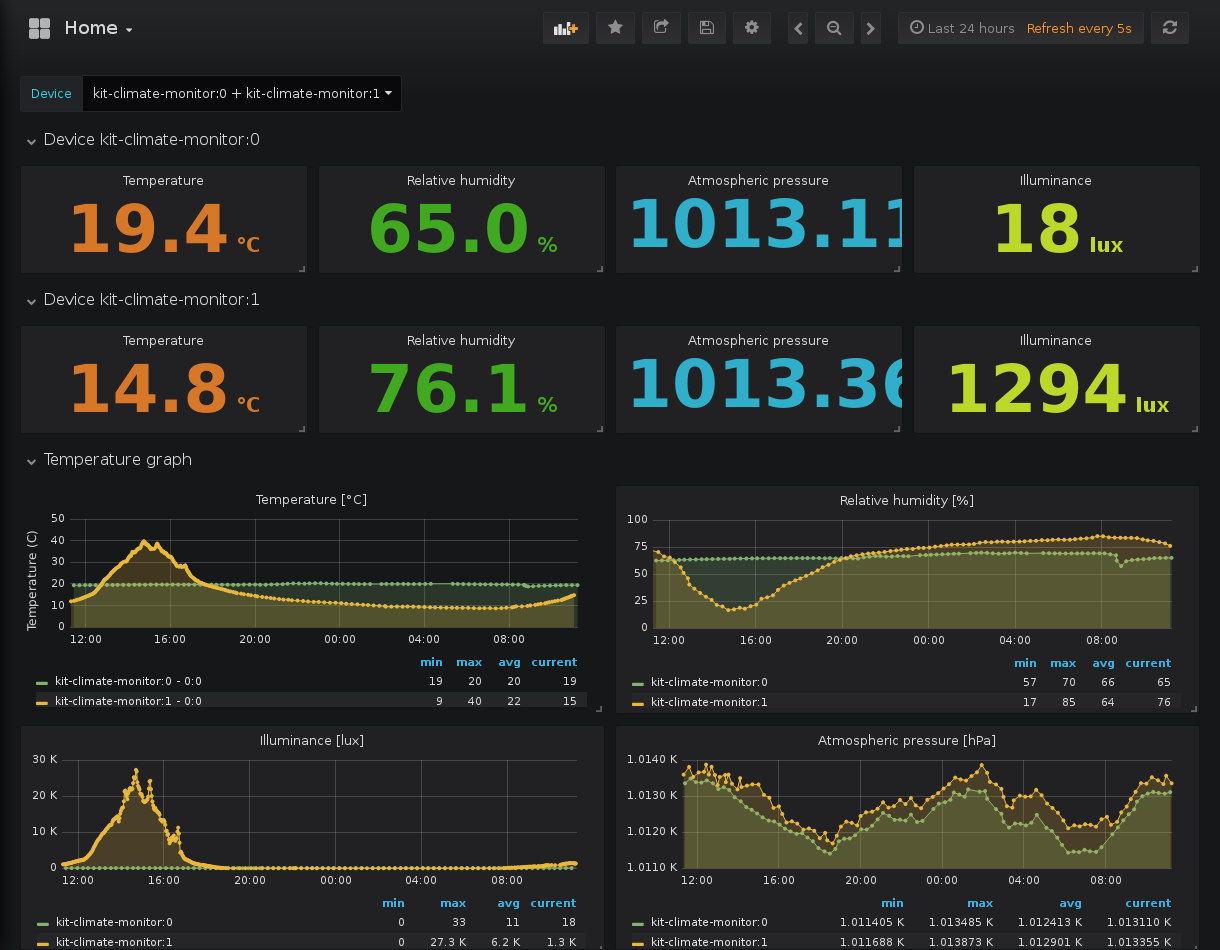 Home
Last 24 hours Refresh every 5s
Device kit-climate-monitor:0 + kit-climate-monitor:1
Device kit-climate-monitor:0
Temperature Relative humidity Atmospheric pressure Illuminance
19.4 °C 65.0 % 1013.11 18 lux
Device kit-climate-monitor:1
Temperature Relative humidity Atmospheric pressure Illuminance
14.8 °C 76.1 % 1013.36 1294 lux
Temperature graph
Temperature [°C]
Temperature (C)
50
40
30
20
10
0
12:00 16:00 20:00 00:00 04:00 08:00
min max avg current
kit-climate-monitor:0 - 0:0 19 20 20 19
kit-climate-monitor:1 - 0:0 9 40 22 15
Relative humidity [%]
100
75
50
25
0
12:00 16:00 20:00 00:00 04:00 08:00
min max avg current
kit-climate-monitor:0 57 70 66 65
kit-climate-monitor:1 17 85 64 76
Illuminance [lux]
30 K
20 K
10 K
0
12:00 16:00 20:00 00:00 04:00 08:00
min max avg current
kit-climate-monitor:0 0 33 11 18
kit-climate-monitor:1 0 27.3 K 6.2 K 1.3 K
Atmospheric pressure [hPa]
1.0140 K
1.0130 K
1.0120 K
1.0110 K
12:00 16:00 20:00 00:00 04:00 08:00
min max avg current
kit-climate-monitor:0 1.011405 K 1.013485 K 1.012413 K 1.013110 K
kit-climate-monitor:1 1.011688 K 1.013873 K 1.012901 K 1.013355 K